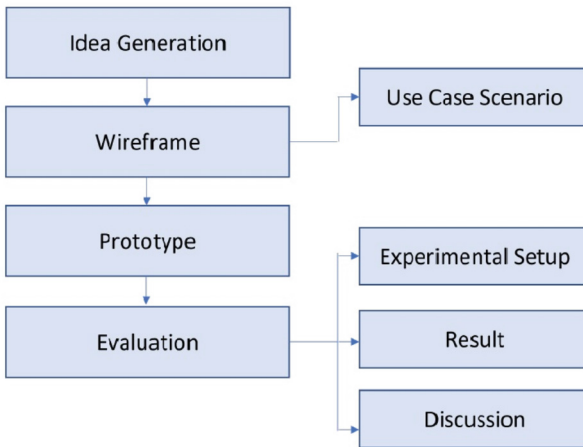 Idea Generation
Use Case Scenario
Wireframe
Prototype
Experimental Setup
Evaluation
Result
Discussion